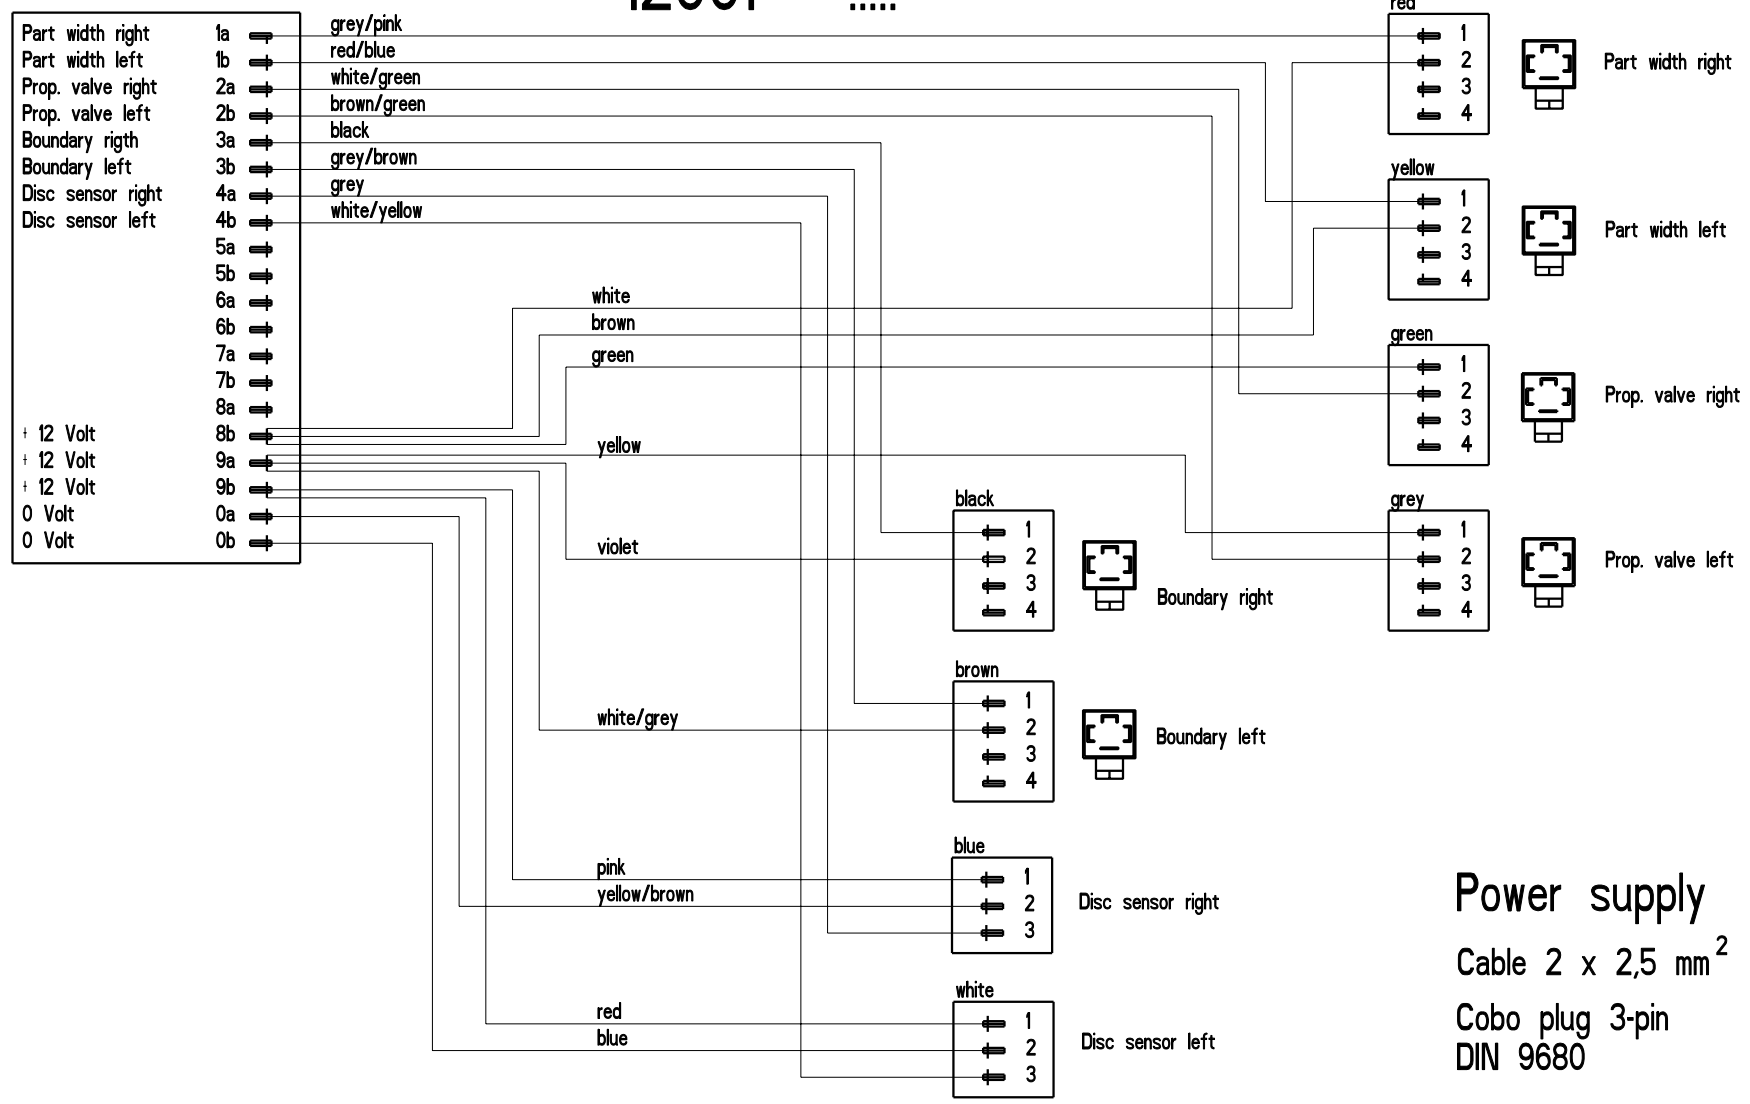 red
Part width right 1a grey/pink 1
Part width left 1b red/blue 2 Part width right
Prop. valve right 2a white/green 3
Prop. valve left 2b brown/green 4
Boundary rigth 3a black
Boundary left 3b grey/brown yellow
Disc sensor right 4a grey 1
Disc sensor left 4b white/yellow 2 Part width left
5a 3
5b 4
6a white
6b brown green
7a green 1
7b 2 Prop. valve right
8a 3
+ 12 Volt 8b 4
+ 12 Volt 9a yellow
+ 12 Volt 9b black grey
0 Volt 0a 1 1
0 Volt 0b violet 2 2 Prop. valve left
3 Boundary right 3
4 4
brown
1
white/grey 2 Boundary left
3
4
blue
pink 1
yellow/brown 2 Disc sensor right
3
white
red 1
blue 2 Disc sensor left
3
Power supply
Cable 2 x 2,5 mm²
Cobo plug 3-pin
DIN 9680